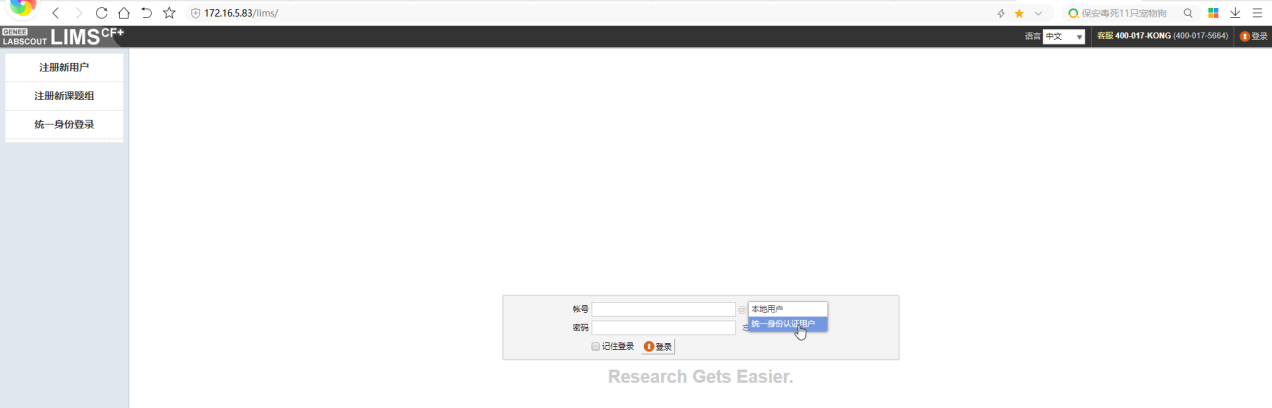 172.16.5.83/lims/
保安毒死11只宠物狗
GENEE
LABSCOUT LIMS CF+
语言 中文
客服 400-017-KONG (400-017-5664)
登录
注册新用户
注册新课题组
统一身份登录
帐号
@
本地用户
密码
统一身份认证用户
记住登录
登录
Research Gets Easier.